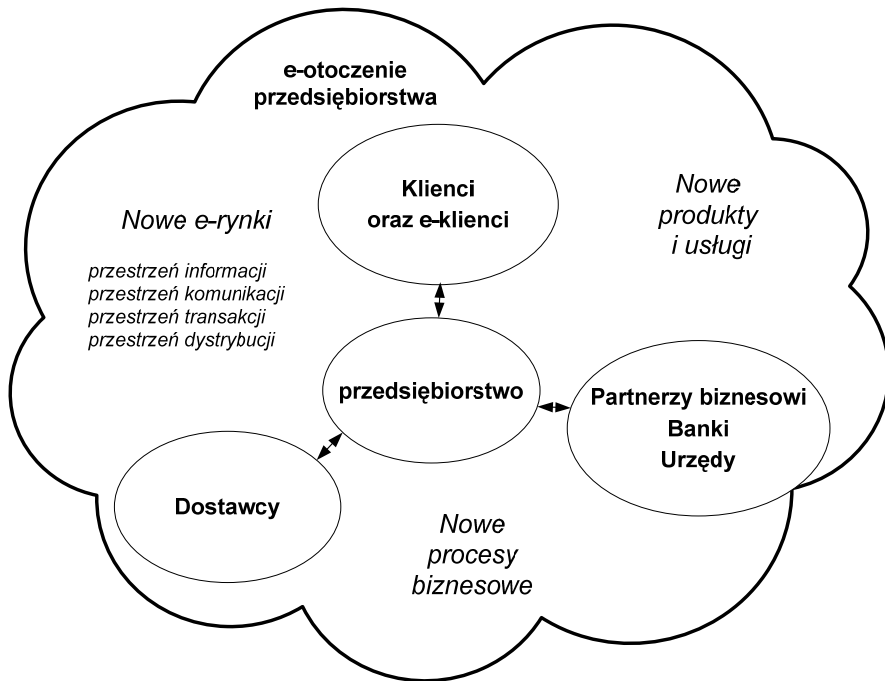 e-otoczenie
przedsiębiorstwa
Klienci
oraz e-klienci
Nowe
produkty
i usługi
Nowe e-rynki
przestrzeń informacji
przestrzeń komunikacji
przestrzeń transakcji
przestrzeń dystrybucji
przedsiębiorstwo
Partnerzy biznesowi
Banki
Urzędy
Dostawcy
Nowe
procesy
biznesowe